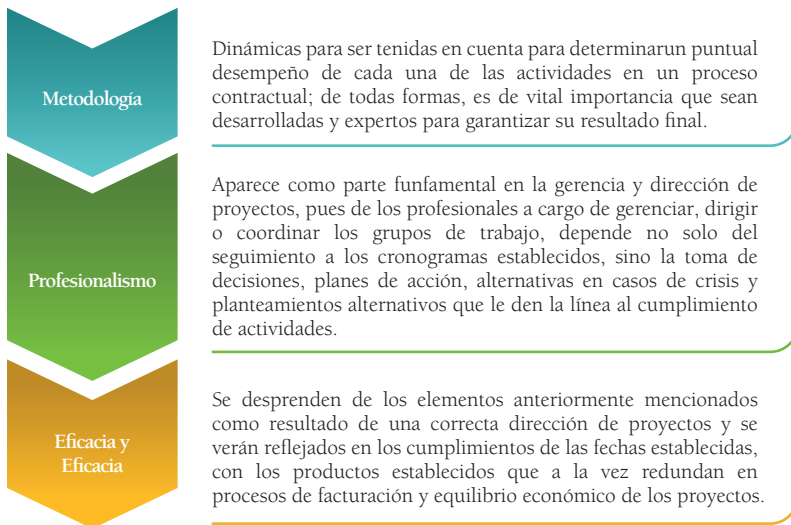 Metodología
Dinámicas para ser tenidas en cuenta para determinarun puntual
desempeño de cada una de las actividades en un proceso
contractual; de todas formas, es de vital importancia que sean
desarrolladas y expertos para garantizar su resultado final.
Profesionalismo
Aparece como parte funfamental en la gerencia y dirección de
proyectos, pues de los profesionales a cargo de gerenciar, dirigir
o coordinar los grupos de trabajo, depende no solo del
seguimiento a los cronogramas establecidos, sino la toma de
decisiones, planes de acción, alternativas en casos de crisis y
planteamientos alternativos que le den la línea al cumplimiento
de actividades.
Eficacia y
Eficacia
Se desprenden de los elementos anteriormente mencionados
como resultado de una correcta dirección de proyectos y se
verán reflejados en los cumplimientos de las fechas establecidas,
con los productos establecidos que a la vez redundan en
procesos de facturación y equilibrio económico de los proyectos.